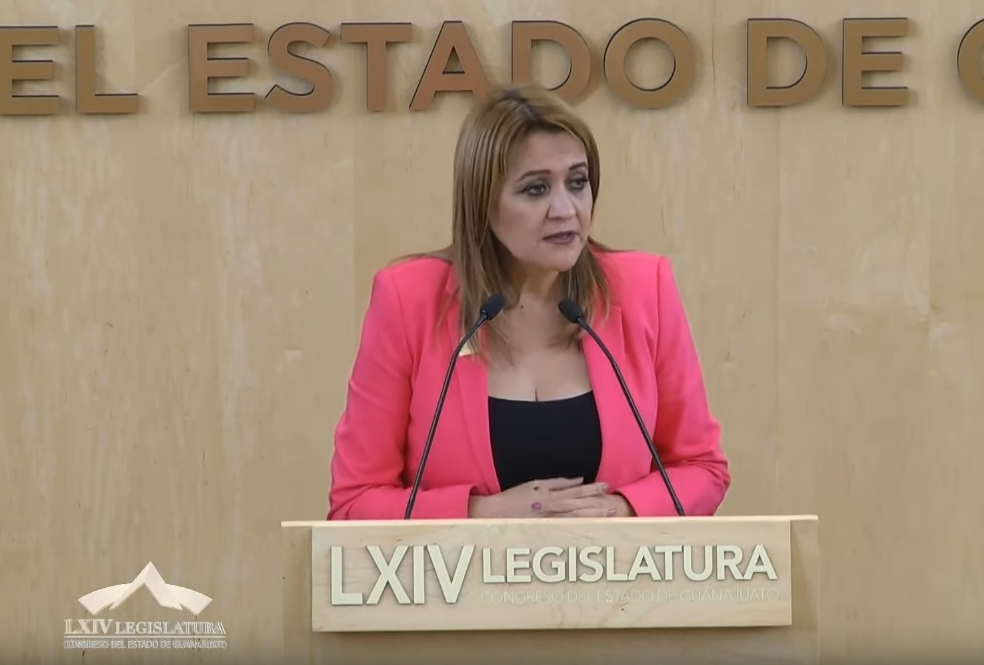 EL ESTADO DE
LXIV LEGISLATURA
CONGRESO DEL ESTADO DE GUANAJUATO
LXIV LEGISLATURA
CONGRESO DEL ESTADO DE GUANAJUATO